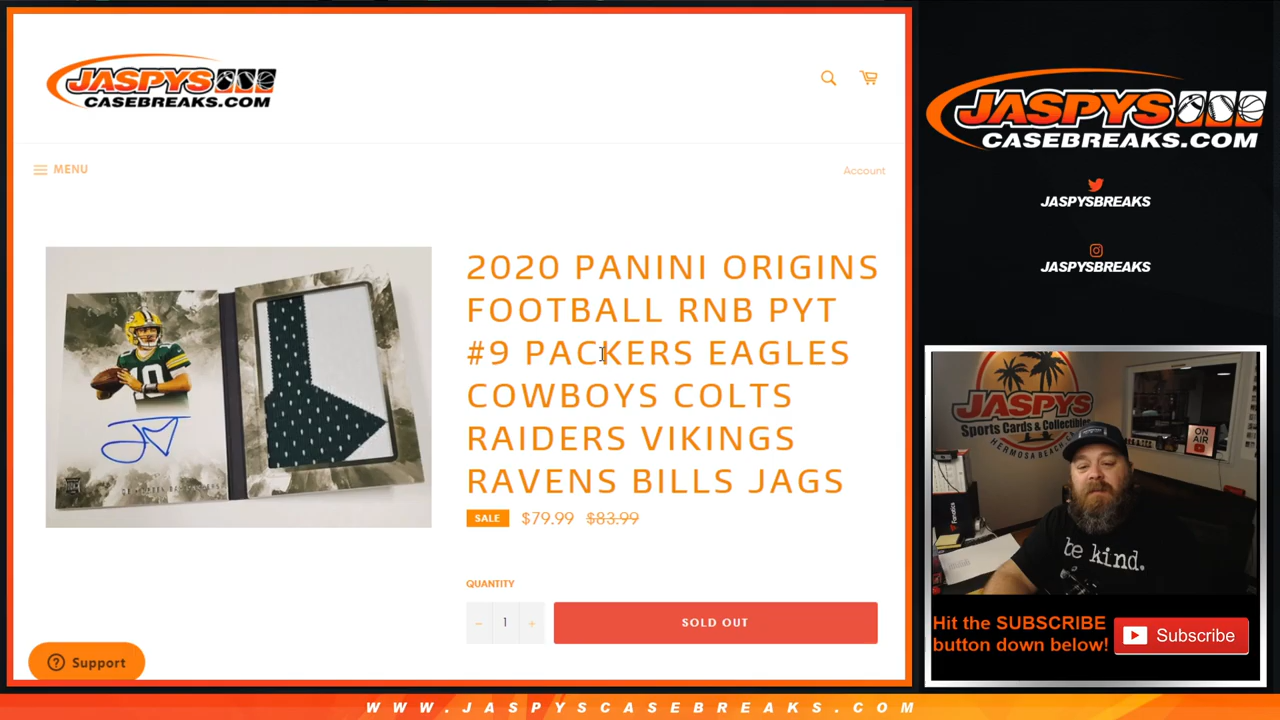 JASPYS
CASEBREAKS.COM
MENU
Account
2020 PANINI ORIGINS
FOOTBALL RNB PYT
#9 PACKERS EAGLES
COWBOYS COLTS
RAIDERS VIKINGS
RAVENS BILLS JAGS
SALE $79.99 $83.99
QUANTITY
− 1 +
SOLD OUT
Support
JASPYS
CASEBREAKS.COM
JASPYSBREAKS
JASPYSBREAKS
JASPYS
Sports Cards & Collectibles
HERMOSA BEACH
ON
AIR
Fanatics
be kind.
Hit the SUBSCRIBE
button down below!
Subscribe
WWW.JASPYSCASEBREAKS.COM